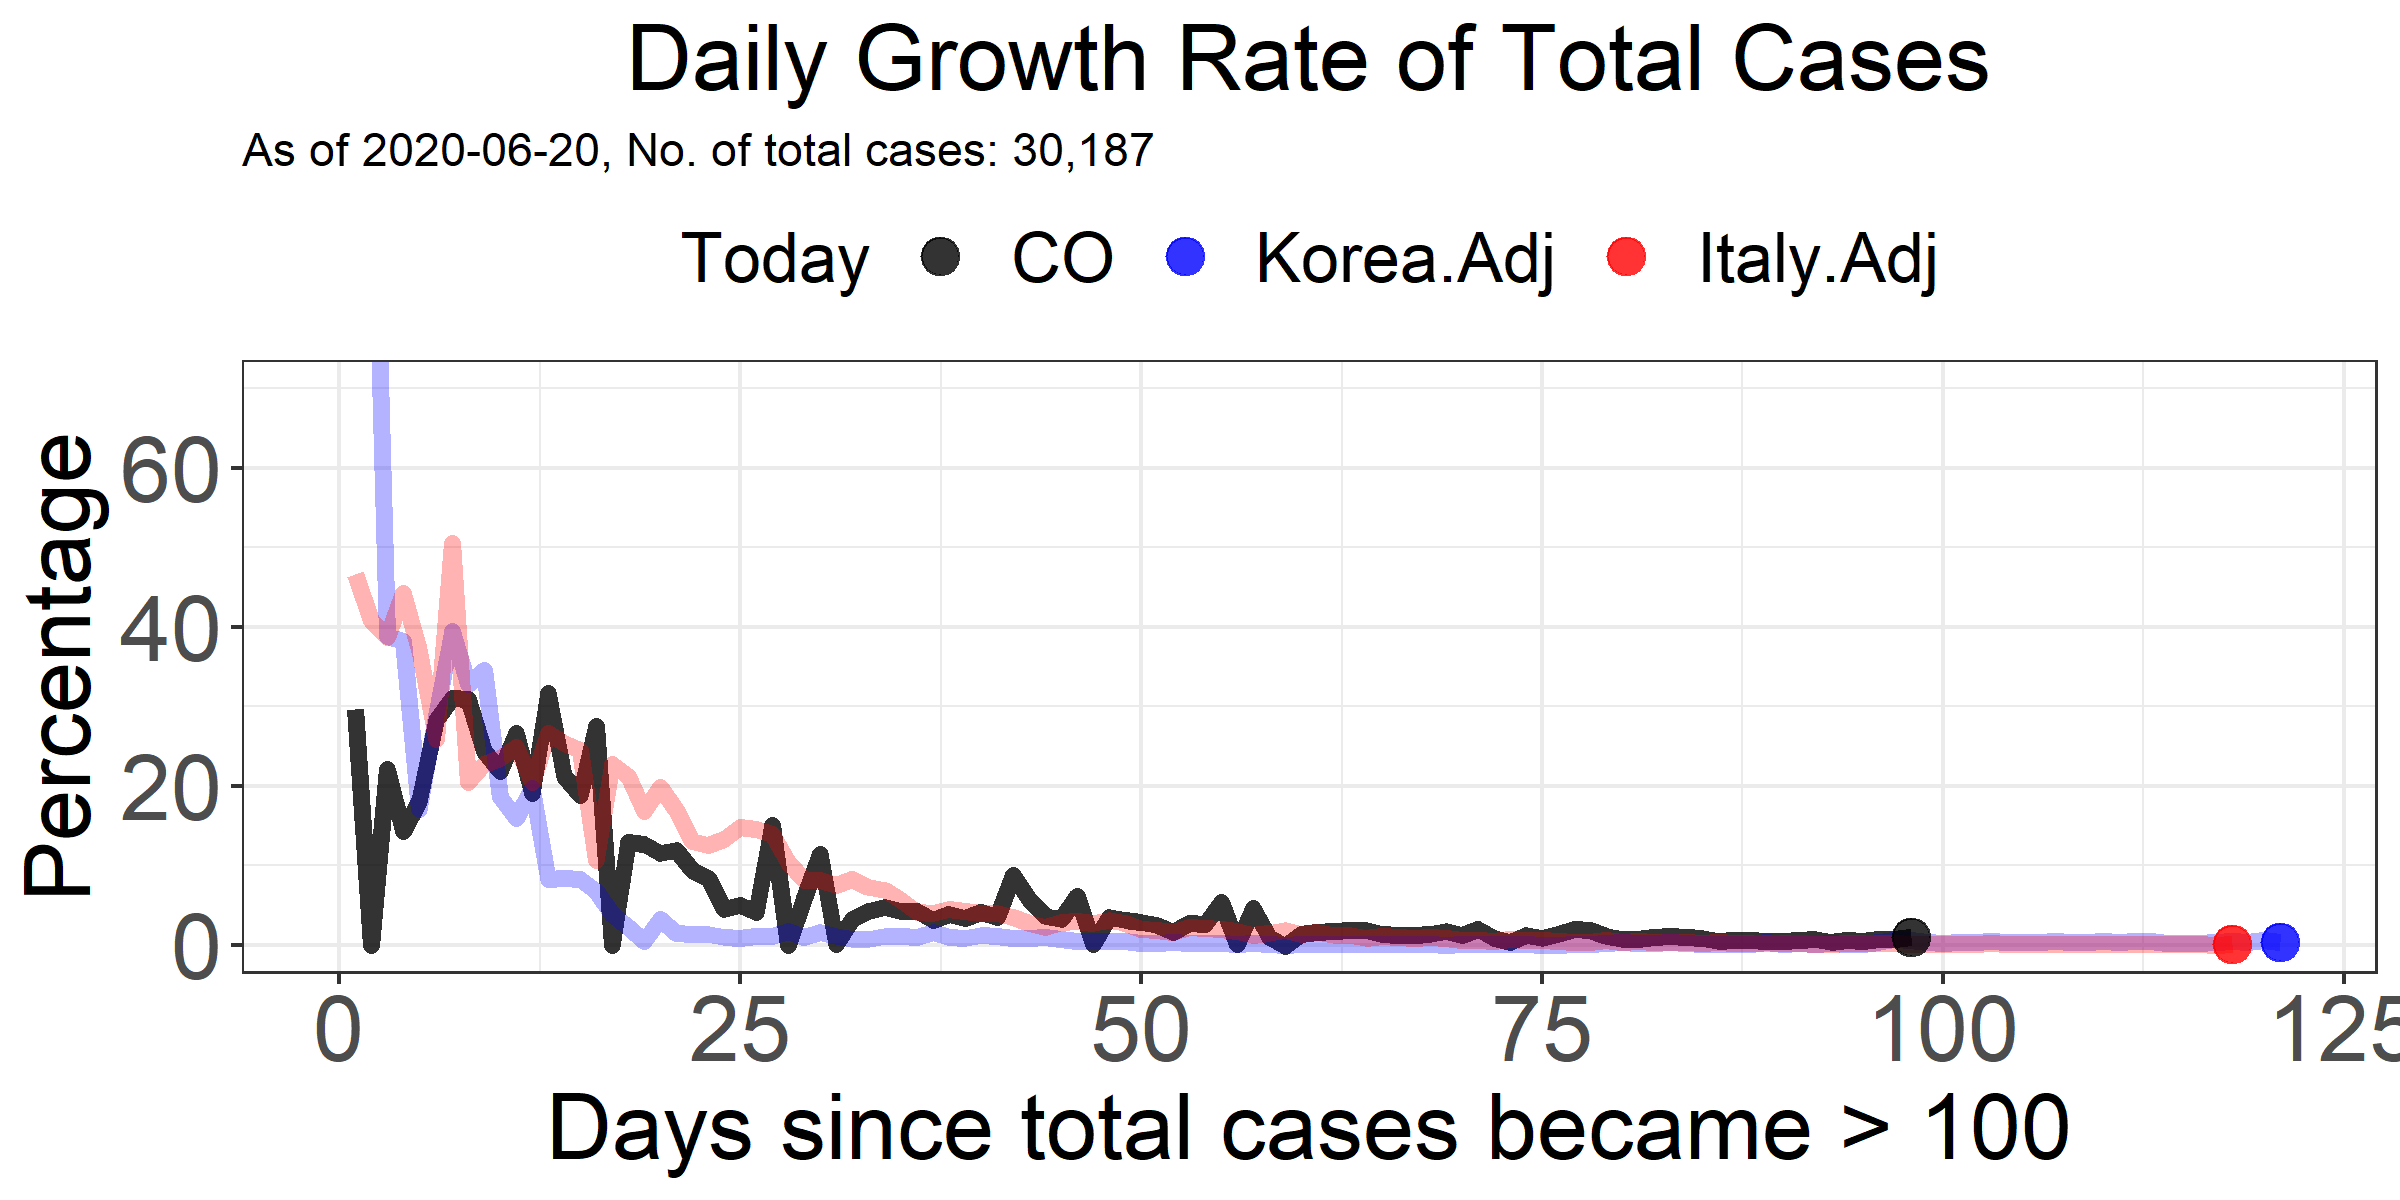 Daily Growth Rate of Total Cases
As of 2020-06-20, No. of total cases: 30,187
Today CO Korea.Adj Italy.Adj
Percentage
60
40
20
0
0 25 50 75 100 125
Days since total cases became > 100